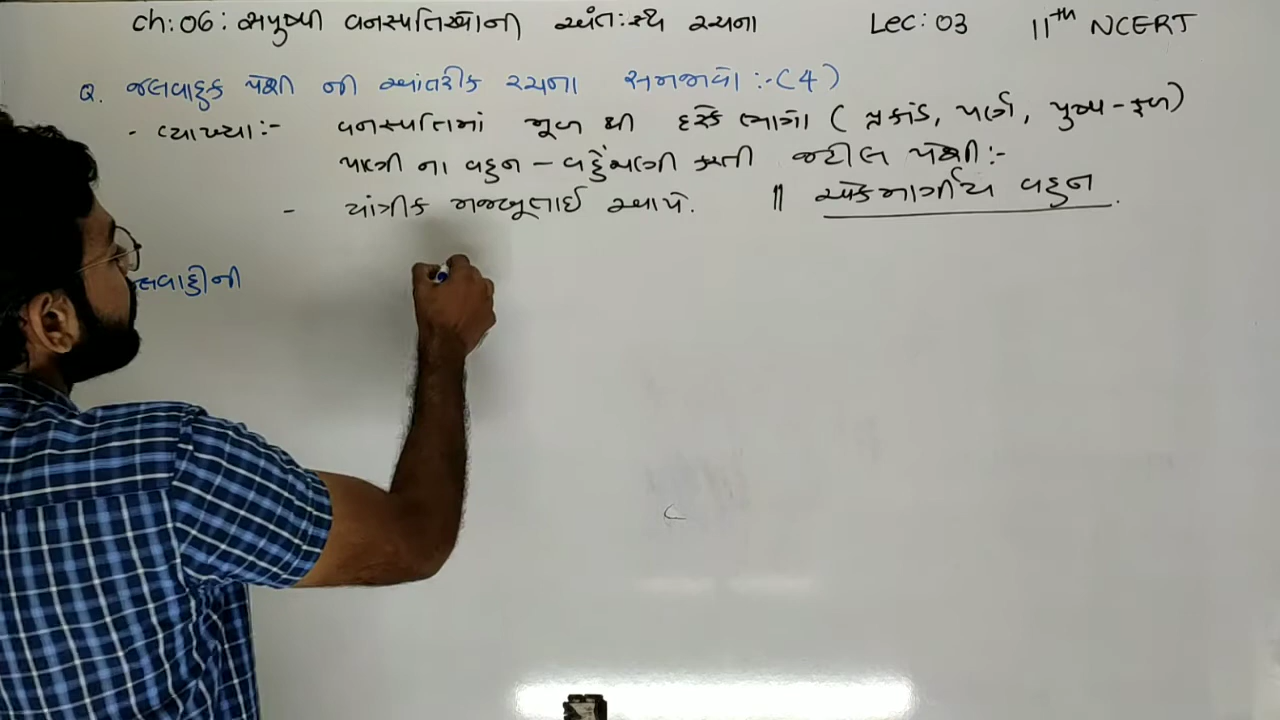 Ch: 06: સપુષ્પી વનસ્પતિઓની અંત:સ્થ રચના Lec: 03 11th NCERT
Q. જલવાહક પેશી ની આંતરીક રચના સમજાવો :- (4)
- વ્યાખ્યા :- વનસ્પતિમાં મૂળ થી દરેક ભાગો ( પ્રકાંડ, પર્ણ, પુષ્પ - ફળ)
પાણી ના વહન - વહેંચણી કરતી જટીલ પેશી :-
- યાંત્રીક મજબૂતાઈ આપે. || એકમાર્ગીય વહન.
લવાહીની